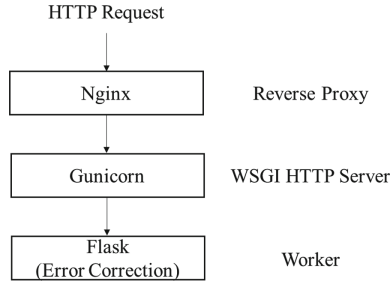 HTTP Request
Nginx
Reverse Proxy
Gunicorn
WSGI HTTP Server
Flask
(Error Correction)
Worker